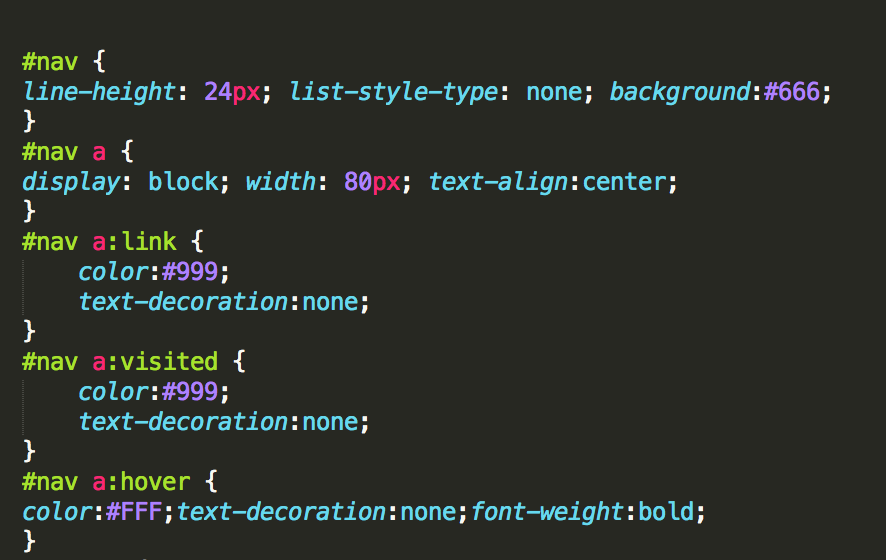 #nav {
line-height: 24px; list-style-type: none; background:#666;
}
#nav a {
display: block; width: 80px; text-align:center;
}
#nav a:link {
    color:#999;
    text-decoration:none;
}
#nav a:visited {
    color:#999;
    text-decoration:none;
}
#nav a:hover {
color:#FFF;text-decoration:none;font-weight:bold;
}